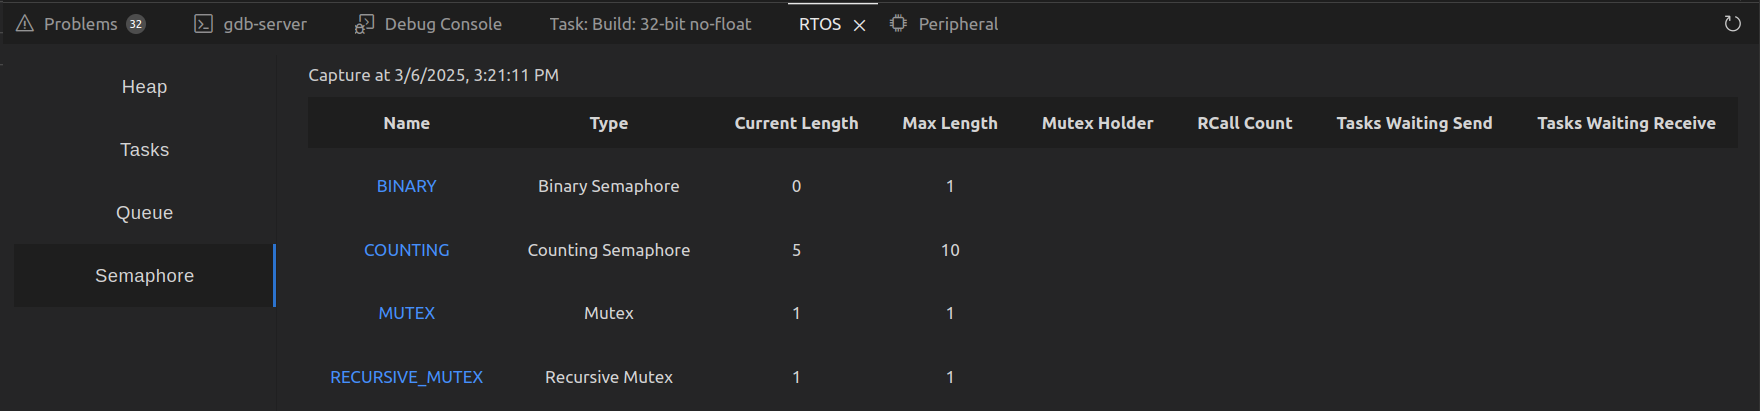 Problems 32 gdb-server Debug Console Task: Build: 32-bit no-float RTOS Peripheral
Heap
Tasks
Queue
Semaphore
Capture at 3/6/2025, 3:21:11 PM
Name Type Current Length Max Length Mutex Holder RCall Count Tasks Waiting Send Tasks Waiting Receive
BINARY Binary Semaphore 0 1
COUNTING Counting Semaphore 5 10
MUTEX Mutex 1 1
RECURSIVE_MUTEX Recursive Mutex 1 1